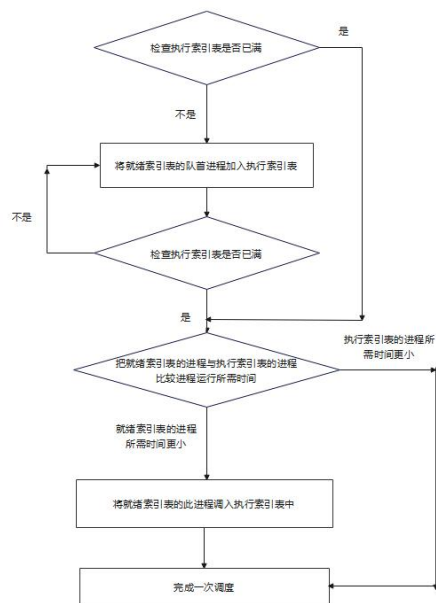 检查执行索引表是否已满
是
不是
将就绪索引表的队首进程加入执行索引表
不是
检查执行索引表是否已满
是
执行索引表的进程所
需时间更小
把就绪索引表的进程与执行索引表的进程
比较进程运行所需时间
就绪索引表的进程
所需时间更小
将就绪索引表的此进程调入执行索引表中
完成一次调度